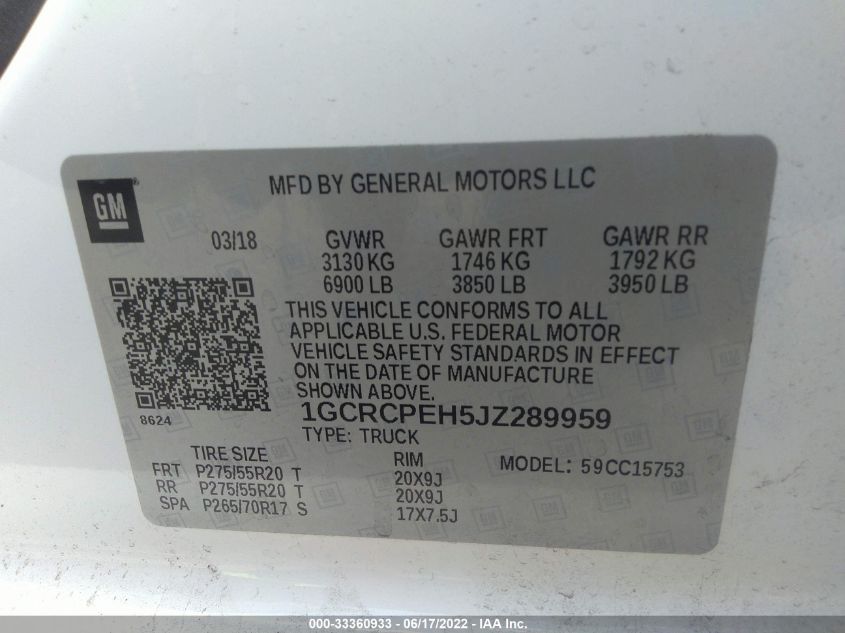 GM
MFD BY GENERAL MOTORS LLC
03/18 GVWR GAWR FRT GAWR RR
3130 KG 1746 KG 1792 KG
6900 LB 3850 LB 3950 LB
THIS VEHICLE CONFORMS TO ALL
APPLICABLE U.S. FEDERAL MOTOR
VEHICLE SAFETY STANDARDS IN EFFECT
ON THE DATE OF MANUFACTURE
SHOWN ABOVE.
8624
1GCRCPEH5JZ289959
TYPE: TRUCK
TIRE SIZE RIM MODEL: 59CC15753
FRT P275/55R20 T 20X9J
RR P275/55R20 T 20X9J
SPA P265/70R17 S 17X7.5J
000-33360933 - 06/17/2022 - IAA Inc.